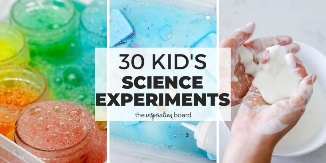 30 KID'S
SCIENCE
EXPERIMENTS
the inspiration board